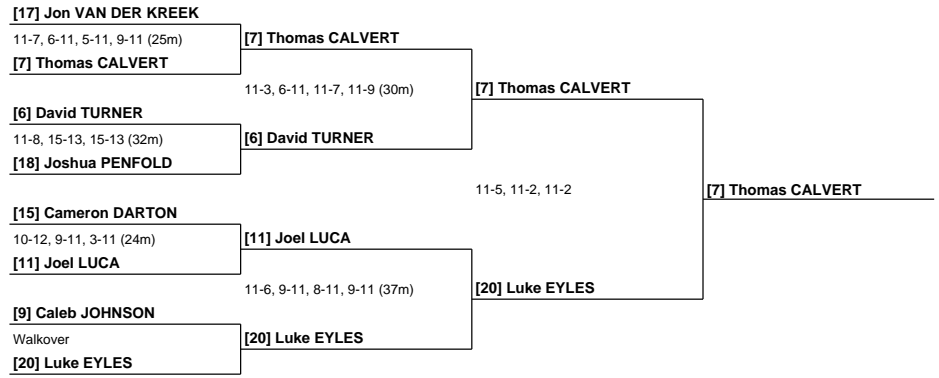 [17] Jon VAN DER KREEK
11-7, 6-11, 5-11, 9-11 (25m)
[7] Thomas CALVERT
[7] Thomas CALVERT
11-3, 6-11, 11-7, 11-9 (30m)
[7] Thomas CALVERT
[6] David TURNER
11-8, 15-13, 15-13 (32m)
[6] David TURNER
[18] Joshua PENFOLD
11-5, 11-2, 11-2
[7] Thomas CALVERT
[15] Cameron DARTON
10-12, 9-11, 3-11 (24m)
[11] Joel LUCA
[11] Joel LUCA
11-6, 9-11, 8-11, 9-11 (37m)
[20] Luke EYLES
[9] Caleb JOHNSON
Walkover
[20] Luke EYLES
[20] Luke EYLES